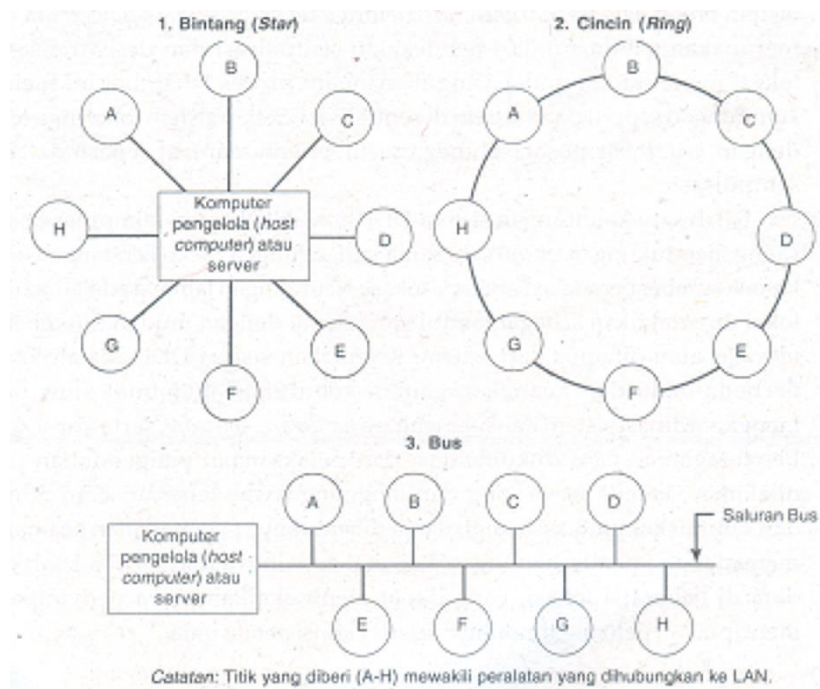 1. Bintang (Star)
2. Cincin (Ring)
B
A
C
H
Komputer
pengelola (host
computer) atau
server
D
G
E
F
B
A
C
H
D
G
E
F
3. Bus
A
B
C
D
Saluran Bus
Komputer
pengelola (host
computer) atau
server
E
F
G
H
Catatan: Titik yang diberi (A-H) mewakili peralatan yang dihubungkan ke LAN.